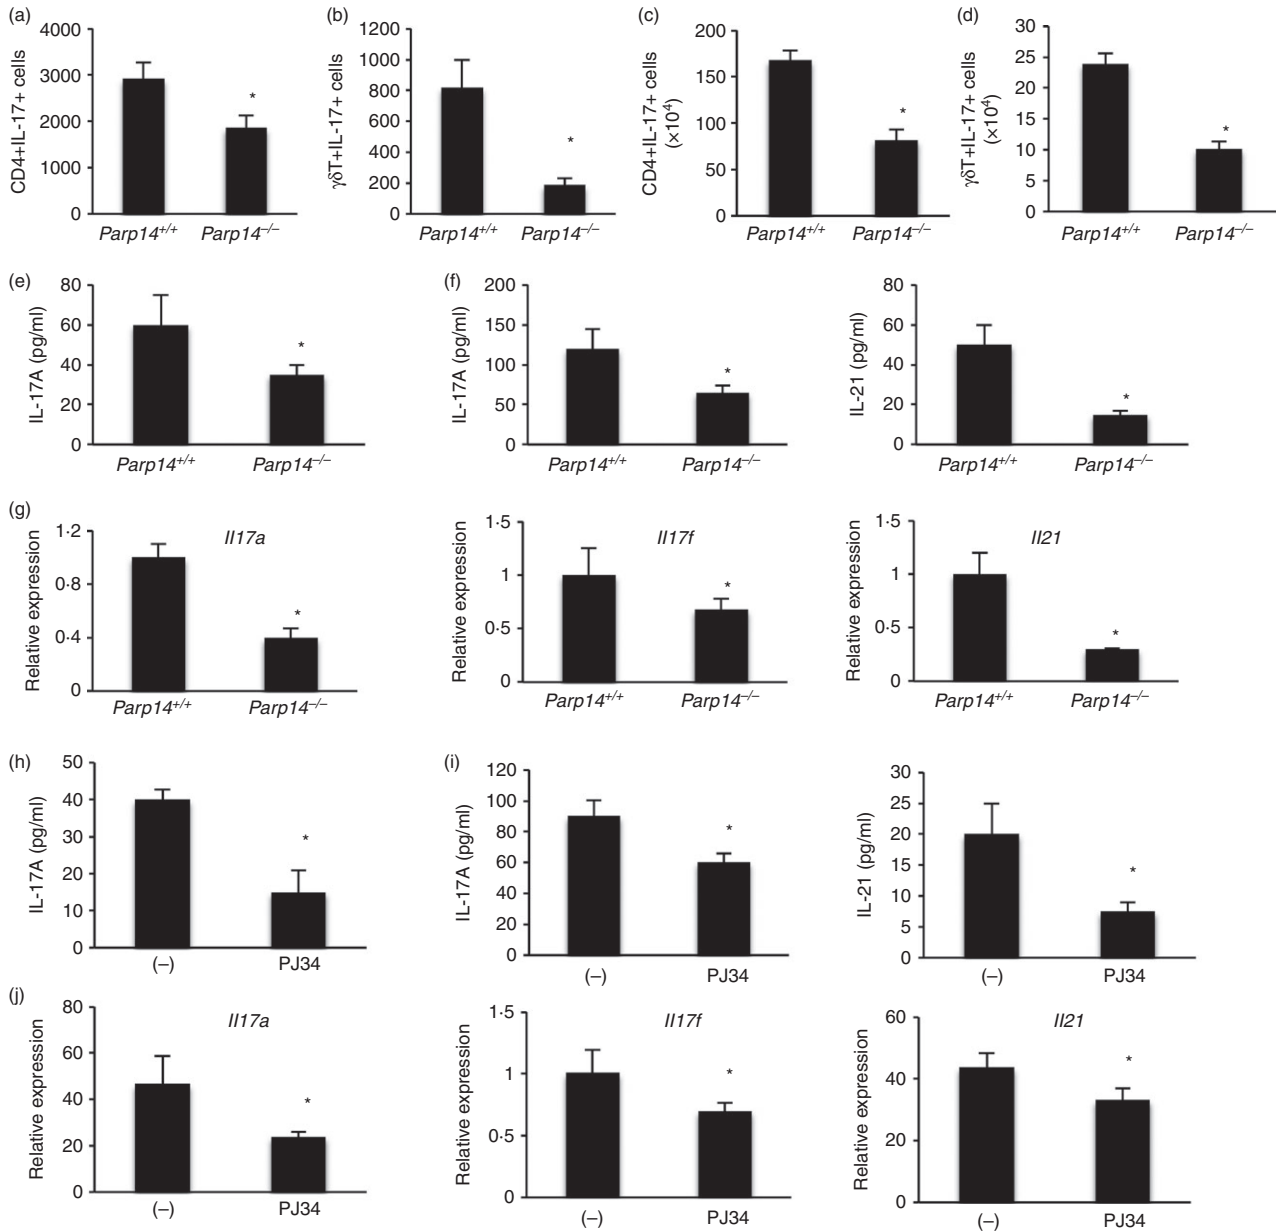 (a)
4000
3000
2000
1000
0
CD4+IL-17+ cells
*
Parp14+/+
Parp14–/–
(b)
1200
1000
800
600
400
200
0
γδT+IL-17+ cells
*
Parp14+/+
Parp14–/–
(c)
200
150
100
50
0
CD4+IL-17+ cells
(×10⁴)
*
Parp14+/+
Parp14–/–
(d)
30
25
20
15
10
5
0
γδT+IL-17+ cells
(×10⁴)
*
Parp14+/+
Parp14–/–
(e)
80
60
40
20
0
IL-17A (pg/ml)
*
Parp14+/+
Parp14–/–
(f)
200
150
100
50
0
IL-17A (pg/ml)
*
Parp14+/+
Parp14–/–
80
60
40
20
0
IL-21 (pg/ml)
*
Parp14+/+
Parp14–/–
(g)
1·2
0·8
0·4
0
Relative expression
Il17a
*
Parp14+/+
Parp14–/–
1·5
1
0·5
0
Relative expression
Il17f
*
Parp14+/+
Parp14–/–
1·5
1
0·5
0
Relative expression
Il21
*
Parp14+/+
Parp14–/–
(h)
50
40
30
20
10
0
IL-17A (pg/ml)
*
(–)
PJ34
(i)
120
100
80
60
40
20
0
IL-17A (pg/ml)
*
(–)
PJ34
30
25
20
15
10
5
0
IL-21 (pg/ml)
*
(–)
PJ34
(j)
80
60
40
20
0
Relative expression
Il17a
*
(–)
PJ34
1·5
1
0·5
0
Relative expression
Il17f
*
(–)
PJ34
60
40
20
0
Relative expression
Il21
*
(–)
PJ34